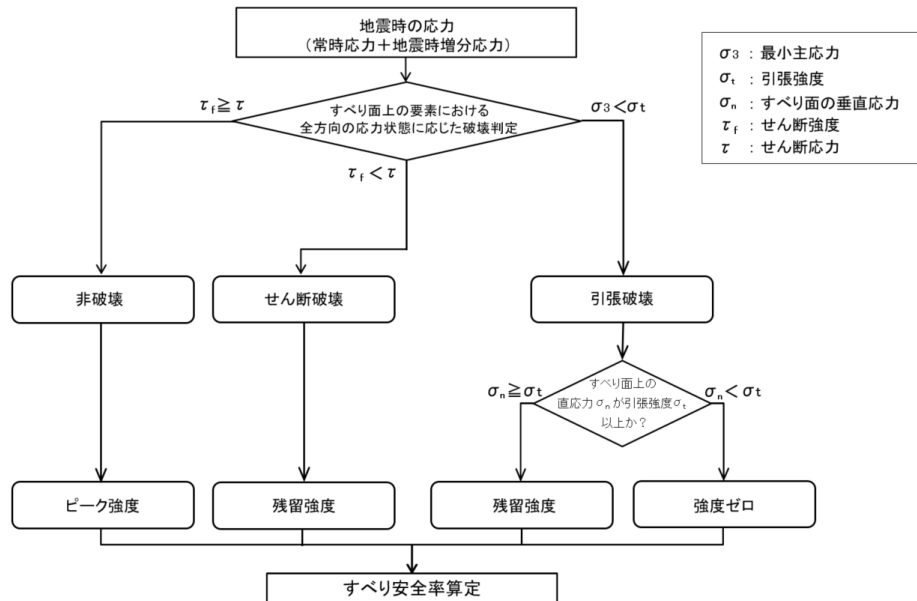 地震時の応力
(常時応力+地震時増分応力)
σ3 : 最小主応力
σt : 引張強度
σn : すべり面の垂直応力
τf : せん断強度
τ : せん断応力
すべり面上の要素における
全方向の応力状態に応じた破壊判定
τf≧τ
σ3<σt
τf<τ
非破壊
せん断破壊
引張破壊
すべり面上の
直応力σnが引張強度σt
以上か?
σn≧σt
σn<σt
ピーク強度
残留強度
残留強度
強度ゼロ
すべり安全率算定